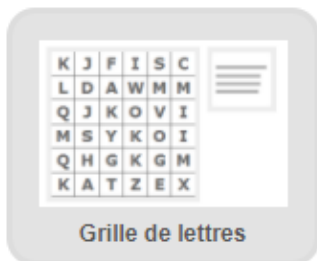 K J F I S C
L D A W M M
Q J K O V I
M S Y K O I
Q H G K G M
K A T Z E X
Grille de lettres